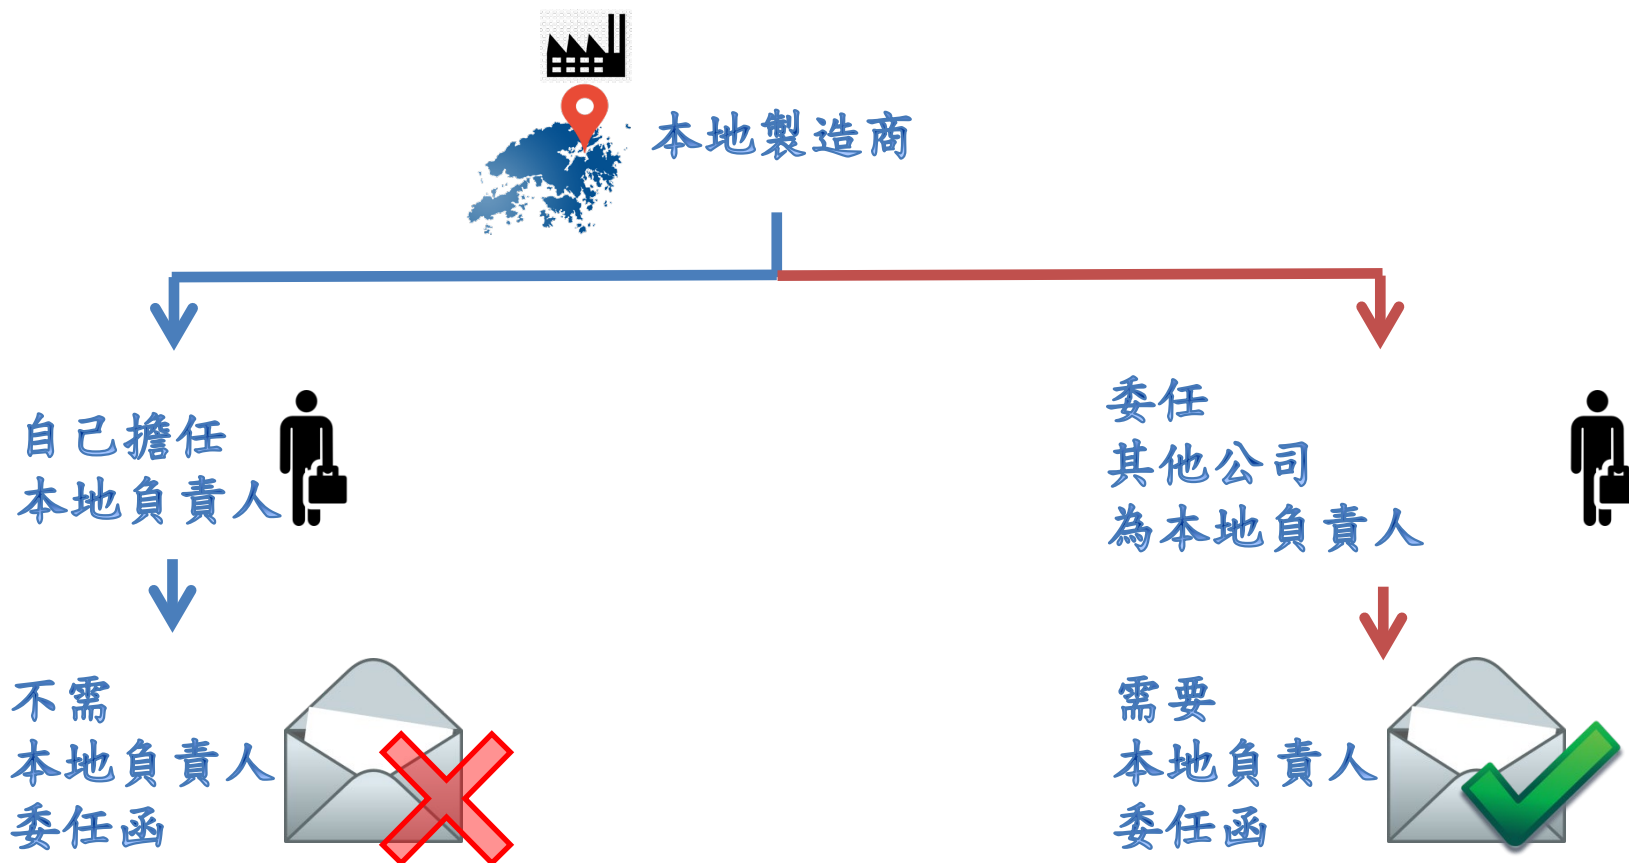 本地製造商
自己擔任
本地負責人
委任
其他公司
為本地負責人
不需
本地負責人
委任函
需要
本地負責人
委任函